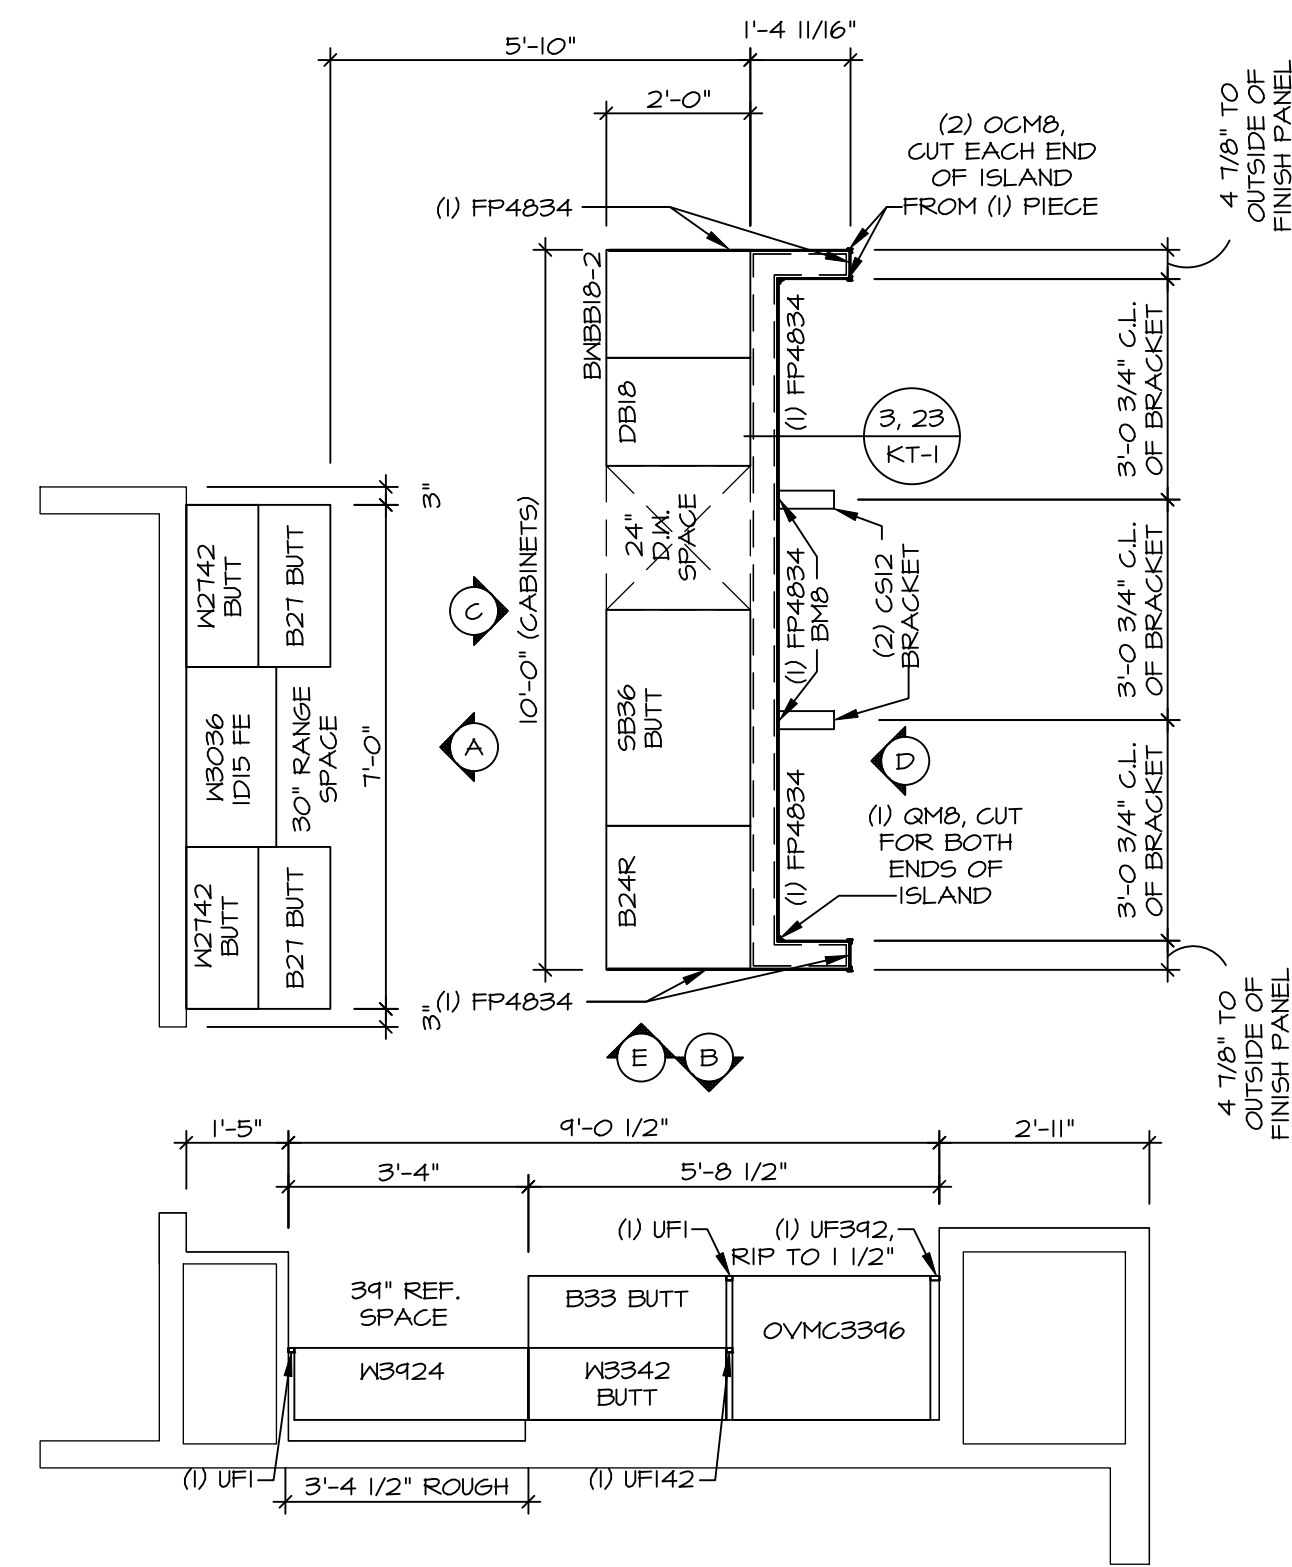 1'-4 11/16"
5'-10"
2'-0"
(2) OCM8,
CUT EACH END
OF ISLAND
FROM (1) PIECE
4 7/8" TO
OUTSIDE OF
FINISH PANEL
(1) FP4834
BWBB18-2
DB18
24"
D.W.
SPACE
SB36
BUTT
B24R
10'-0" (CABINETS)
(1) FP4834
(1) FP4834
BM8
(1) FP4834
3, 23
KT-1
(2) CS12
BRACKET
3'-0 3/4" C.L.
OF BRACKET
3'-0 3/4" C.L.
OF BRACKET
3'-0 3/4" C.L.
OF BRACKET
3"
W2742
BUTT
B27 BUTT
W3036
1D15 FE
30" RANGE
SPACE
7'-0"
W2742
BUTT
B27 BUTT
3"
C
A
D
(1) QM8, CUT
FOR BOTH
ENDS OF
ISLAND
(1) FP4834
4 7/8" TO
OUTSIDE OF
FINISH PANEL
E
B
1'-5"
9'-0 1/2"
2'-11"
3'-4"
5'-8 1/2"
(1) UF1
(1) UF392,
RIP TO 1 1/2"
39" REF.
SPACE
B33 BUTT
OVMC3396
W3924
W3342
BUTT
(1) UF1
3'-4 1/2" ROUGH
(1) UF142